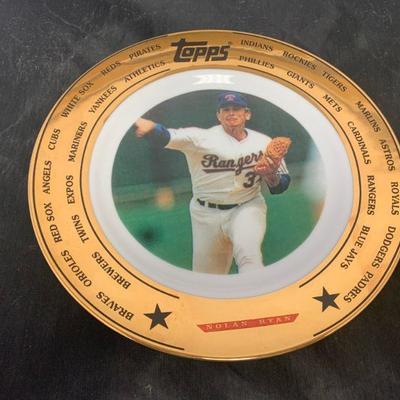 TOPPS
BRAVES ORIOLES RED SOX ANGELS CUBS WHITE SOX REDS PIRATES INDIANS ROCKIES TIGERS MARLINS ASTROS ROYALS DODGERS PADRES
BREWERS TWINS EXPOS MARINERS YANKEES ATHLETICS PHILLIES GIANTS METS CARDINALS RANGERS BLUE JAYS
Rangers
3
NOLAN RYAN